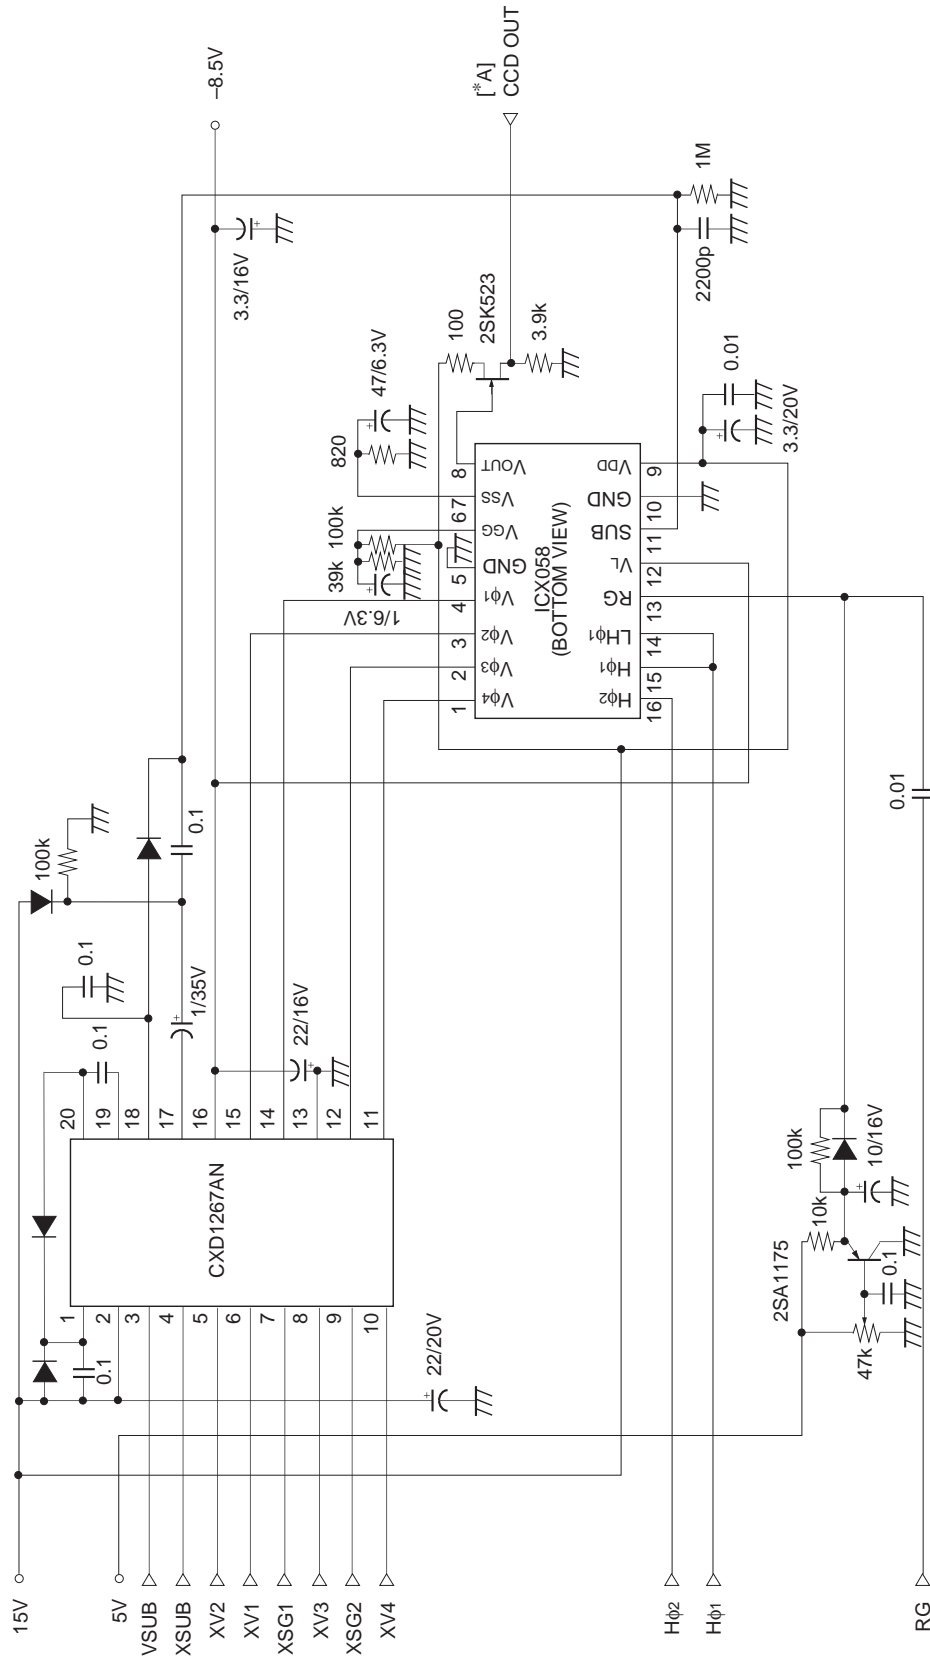 15V
5V
VSUB
XSUB
XV2
XV1
XSG1
XV3
XSG2
XV4
Hϕ2
Hϕ1
RG
22/20V
0.1
1
2
3
4
5
6
7
8
9
10
CXD1267AN
20
19
18
17
16
15
14
13
12
11
0.1
0.1
1/35V
22/16V
100k
0.1
–8.5V
3.3/16V
[*A]
CCD OUT
1M
2200p
100
2SK523
3.9k
47/6.3V
820
39k
100k
1/6.3V
0.01
3.3/20V
ICX058
(BOTTOM VIEW)
1
2
3
4
5
6
7
8
Vϕ4
Vϕ3
Vϕ2
Vϕ1
GND
VGG
VSS
VOUT
Hϕ2
Hϕ1
LHϕ1
RG
VL
SUB
GND
VDD
16
15
14
13
12
11
10
9
47k
0.1
2SA1175
10k
100k
10/16V
0.01